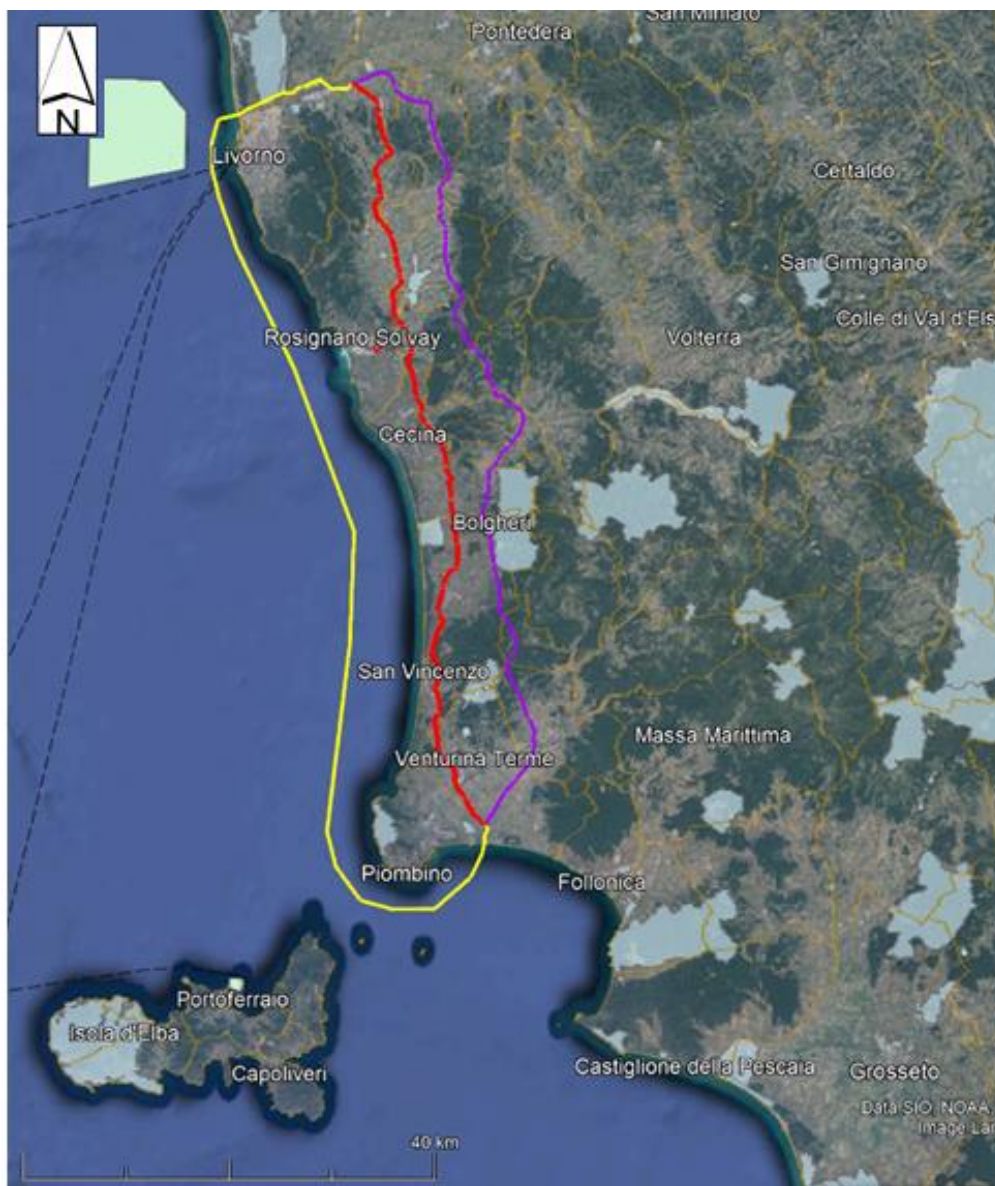 San Miniato
Pontedera
N
Livorno
Certaldo
San Gimignano
Colle di Val d'Els
Rosignano Solvay
Volterra
Cecina
Bolgheri
San Vincenzo
Massa Marittima
Venturina Terme
Piombino
Follonica
Portoferraio
Isola d'Elba
Capoliveri
Castiglione della Pescaia
Grosseto
Data SIO, NOAA,
Image Lan
40 km